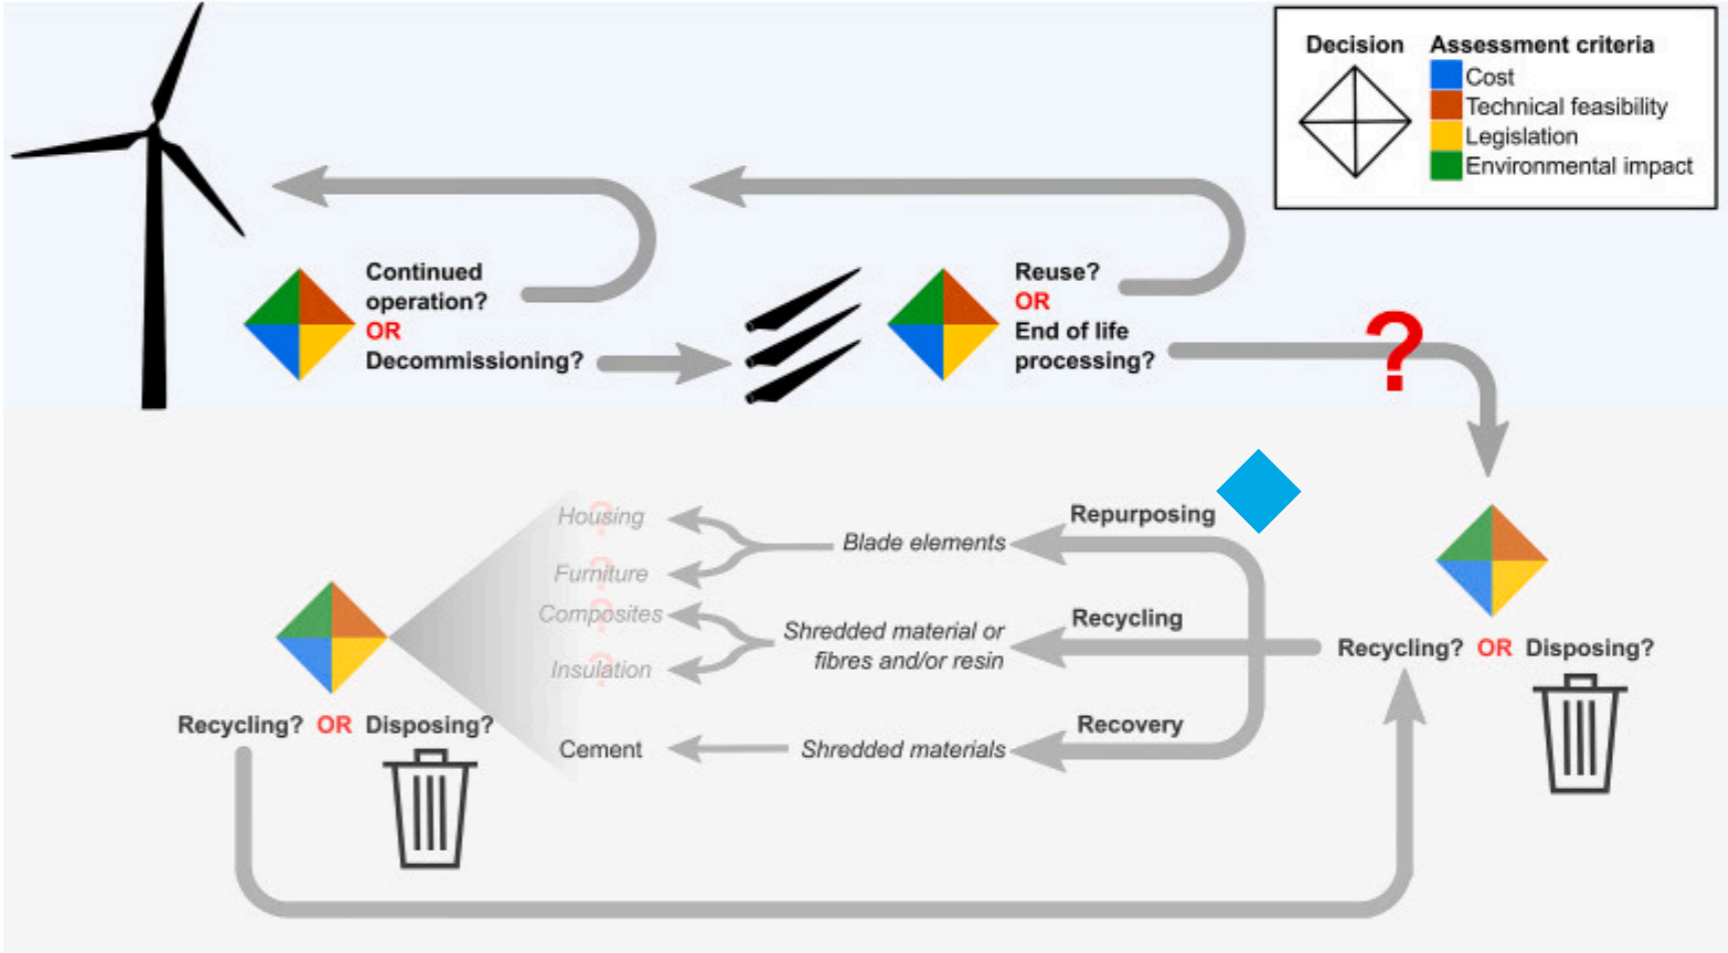 Decision
Assessment criteria
Cost
Technical feasibility
Legislation
Environmental impact
Continued
operation?
OR
Decommissioning?
Reuse?
OR
End of life
processing?
?
Repurposing
Blade elements
Housing
?
Furniture
?
Recycling
Shredded material or
fibres and/or resin
Composites
?
Insulation
?
Recovery
Shredded materials
Cement
Recycling? OR Disposing?
Recycling? OR Disposing?